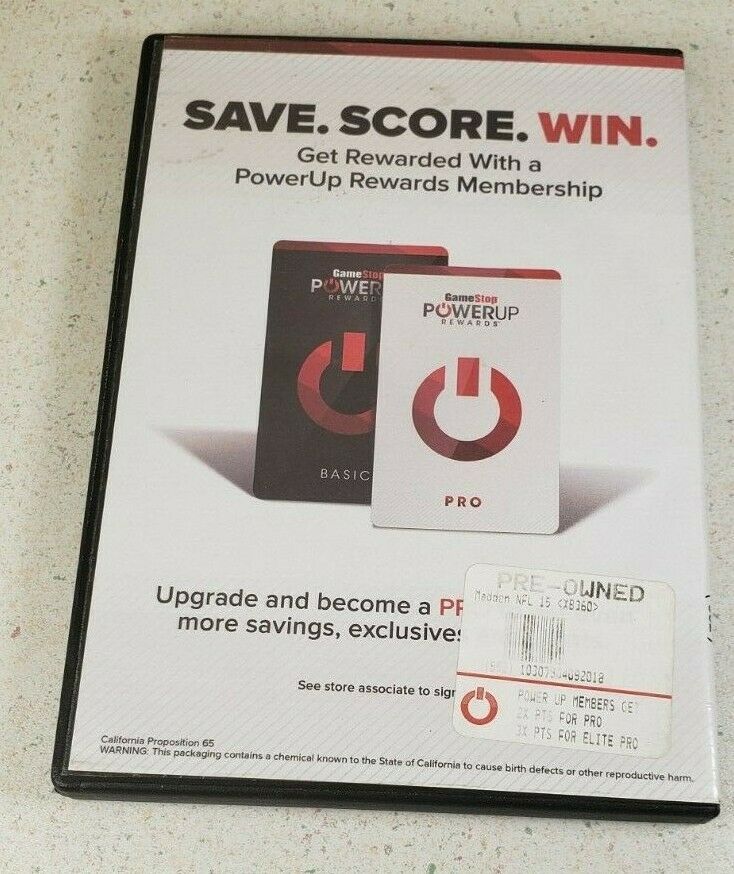 SAVE. SCORE. WIN.
Get Rewarded With a
PowerUp Rewards Membership
GameStop
POWER
REWARDS
BASIC
GameStop
POWERUP
REWARDS
PRO
Upgrade and become a
more savings, exclusives
See store associate to sign
PRE-OWNED
Madden NFL 15 <XB360>
POWER UP MEMBERS GET
2X PTS FOR PRO
3X PTS FOR ELITE PRO
California Proposition 65
WARNING: This packaging contains a chemical known to the State of California to cause birth defects or other reproductive harm.